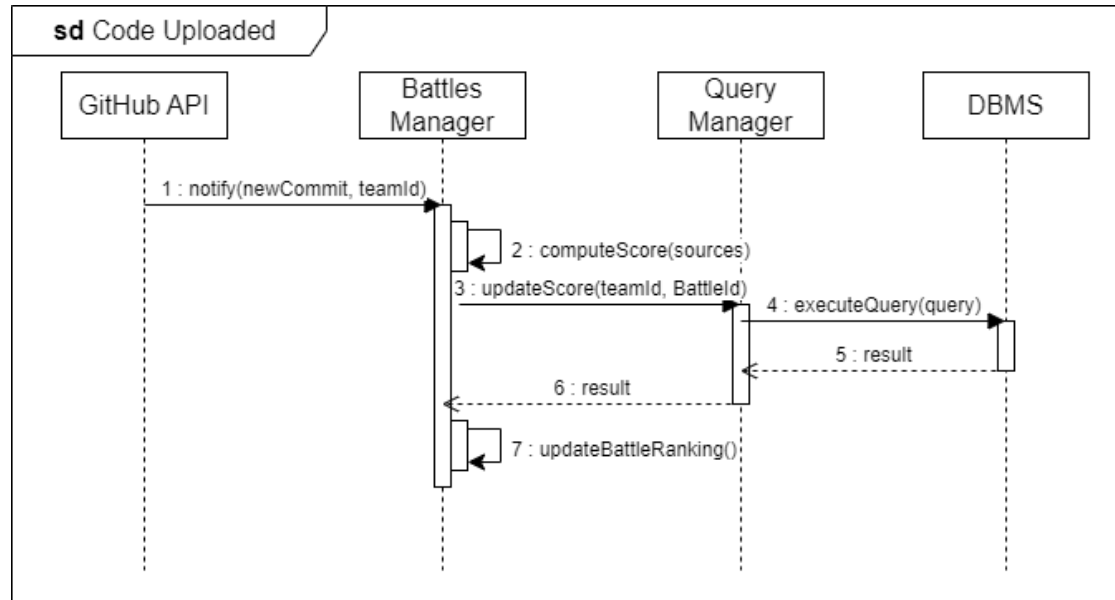 sd Code Uploaded
GitHub API
Battles
Manager
Query
Manager
DBMS
1 : notify(newCommit, teamId)
2 : computeScore(sources)
3 : updateScore(teamId, BattleId)
4 : executeQuery(query)
5 : result
6 : result
7 : updateBattleRanking()